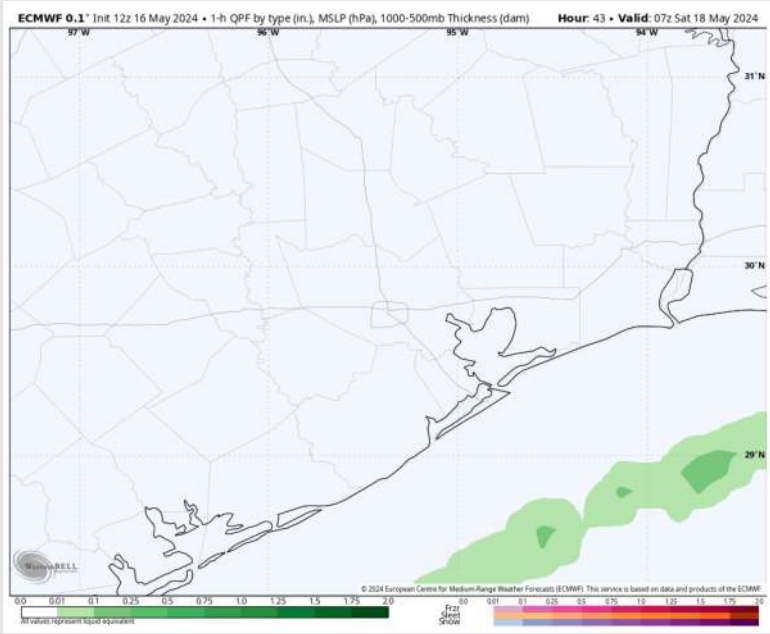 ECMWF 0.1° Init 12z 16 May 2024 • 1-h QPF by type (in.), MSLP (hPa), 1000-500mb Thickness (dam) Hour: 43 • Valid: 07z Sat 18 May 2024
97°W 96°W 95°W 94°W
31°N
30°N
29°N
WEATHERBELL
© 2024 European Centre for Medium-Range Weather Forecasts (ECMWF). This service is based on data and products of the ECMWF.
0.0 0.01 0.1 0.25 0.5 0.75 1.0 1.25 1.5 1.75 2.0
All values represent liquid equivalent
0.0 0.01 0.1 0.25 0.5 0.75 1.0 1.25 1.5 1.75 2.0
Frzr
Sleet
Snow